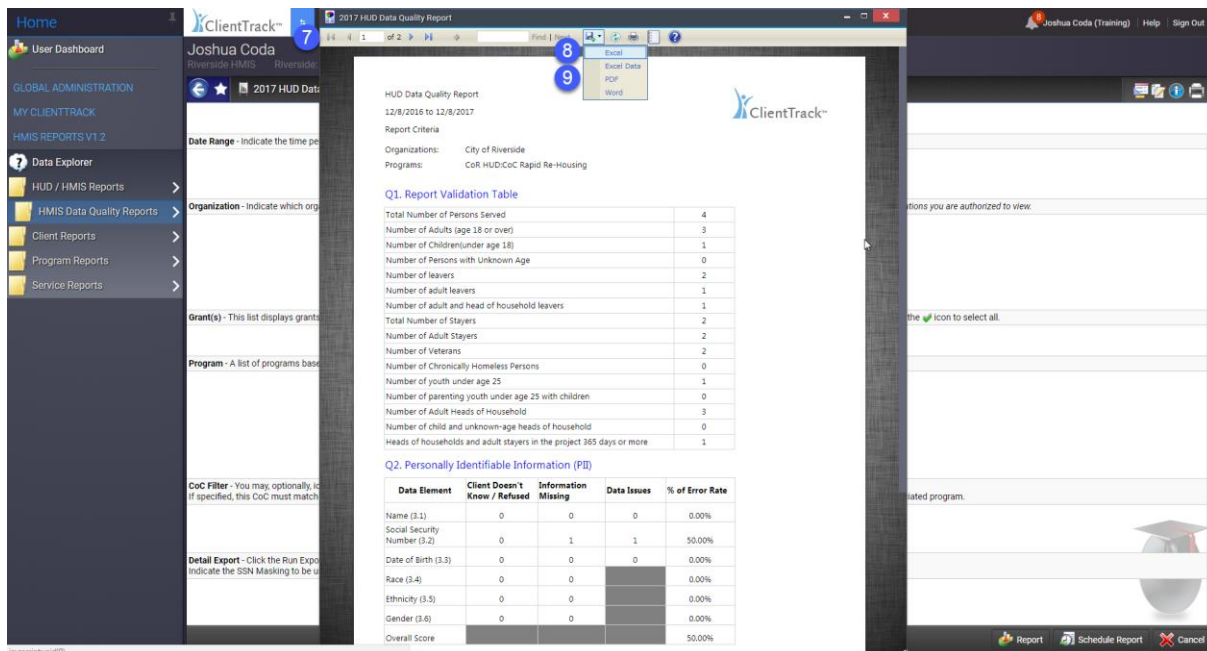 Home
ClientTrack™
2017 HUD Data Quality Report
8
Joshua Coda (Training) | Help | Sign Out
7
1 of 2
Find | Next
User Dashboard
Joshua Coda
Riverside HMIS Riverside:
8
Excel
Excel Data
9
PDF
Word
GLOBAL ADMINISTRATION
MY CLIENTTRACK
HMIS REPORTS V1.2
Data Explorer
HUD / HMIS Reports
HMIS Data Quality Reports
Client Reports
Program Reports
Service Reports
2017 HUD Data
Date Range - Indicate the time pe
Organization - Indicate which orga
tions you are authorized to view.
Grant(s) - This list displays grants
the icon to select all.
Program - A list of programs base
CoC Filter - You may, optionally, ic
If specified, this CoC must match
iated program.
Detail Export - Click the Run Expo
Indicate the SSN Masking to be u
HUD Data Quality Report
12/8/2016 to 12/8/2017
ClientTrack™
Report Criteria
Organizations: City of Riverside
Programs: CoR HUD:CoC Rapid Re-Housing
Q1. Report Validation Table
Total Number of Persons Served 4
Number of Adults (age 18 or over) 3
Number of Children(under age 18) 1
Number of Persons with Unknown Age 0
Number of leavers 2
Number of adult leavers 1
Number of adult and head of household leavers 1
Total Number of Stayers 2
Number of Adult Stayers 2
Number of Veterans 2
Number of Chronically Homeless Persons 0
Number of youth under age 25 1
Number of parenting youth under age 25 with children 0
Number of Adult Heads of Household 3
Number of child and unknown-age heads of household 0
Heads of households and adult stayers in the project 365 days or more 1
Q2. Personally Identifiable Information (PII)
Data Element Client Doesn't Know / Refused Information Missing Data Issues % of Error Rate
Name (3.1) 0 0 0 0.00%
Social Security Number (3.2) 0 1 1 50.00%
Date of Birth (3.3) 0 0 0 0.00%
Race (3.4) 0 0 0.00%
Ethnicity (3.5) 0 0 0.00%
Gender (3.6) 0 0 0.00%
Overall Score 50.00%
Report Schedule Report Cancel